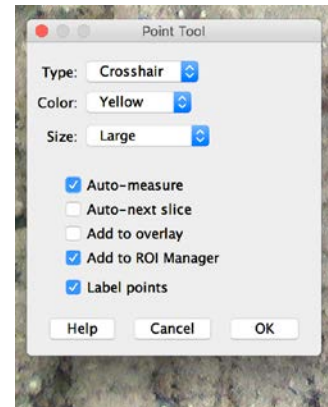 Point Tool
Type: Crosshair
Color: Yellow
Size: Large
Auto-measure
Auto-next slice
Add to overlay
Add to ROI Manager
Label points
Help Cancel OK